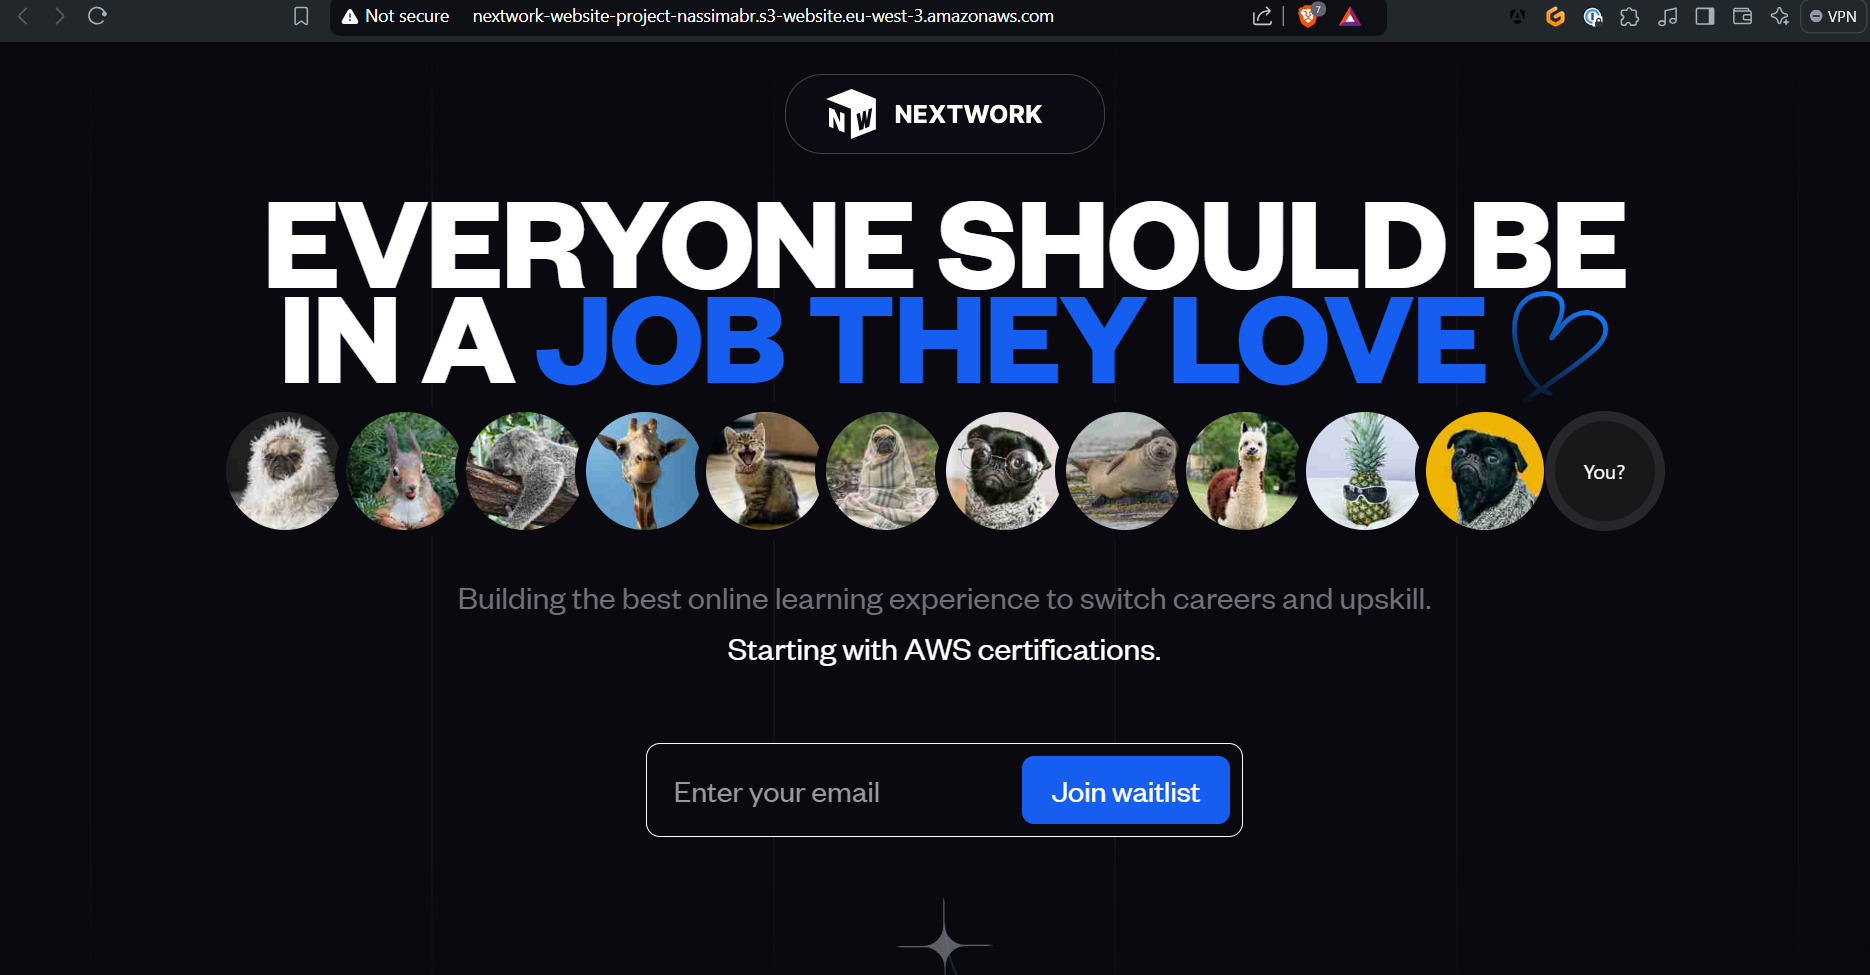 Not secure nextwork-website-project-nassimabr.s3-website.eu-west-3.amazonaws.com
7
VPN
NW NEXTWORK
EVERYONE SHOULD BE
IN A JOB THEY LOVE
You?
Building the best online learning experience to switch careers and upskill.
Starting with AWS certifications.
Enter your email
Join waitlist